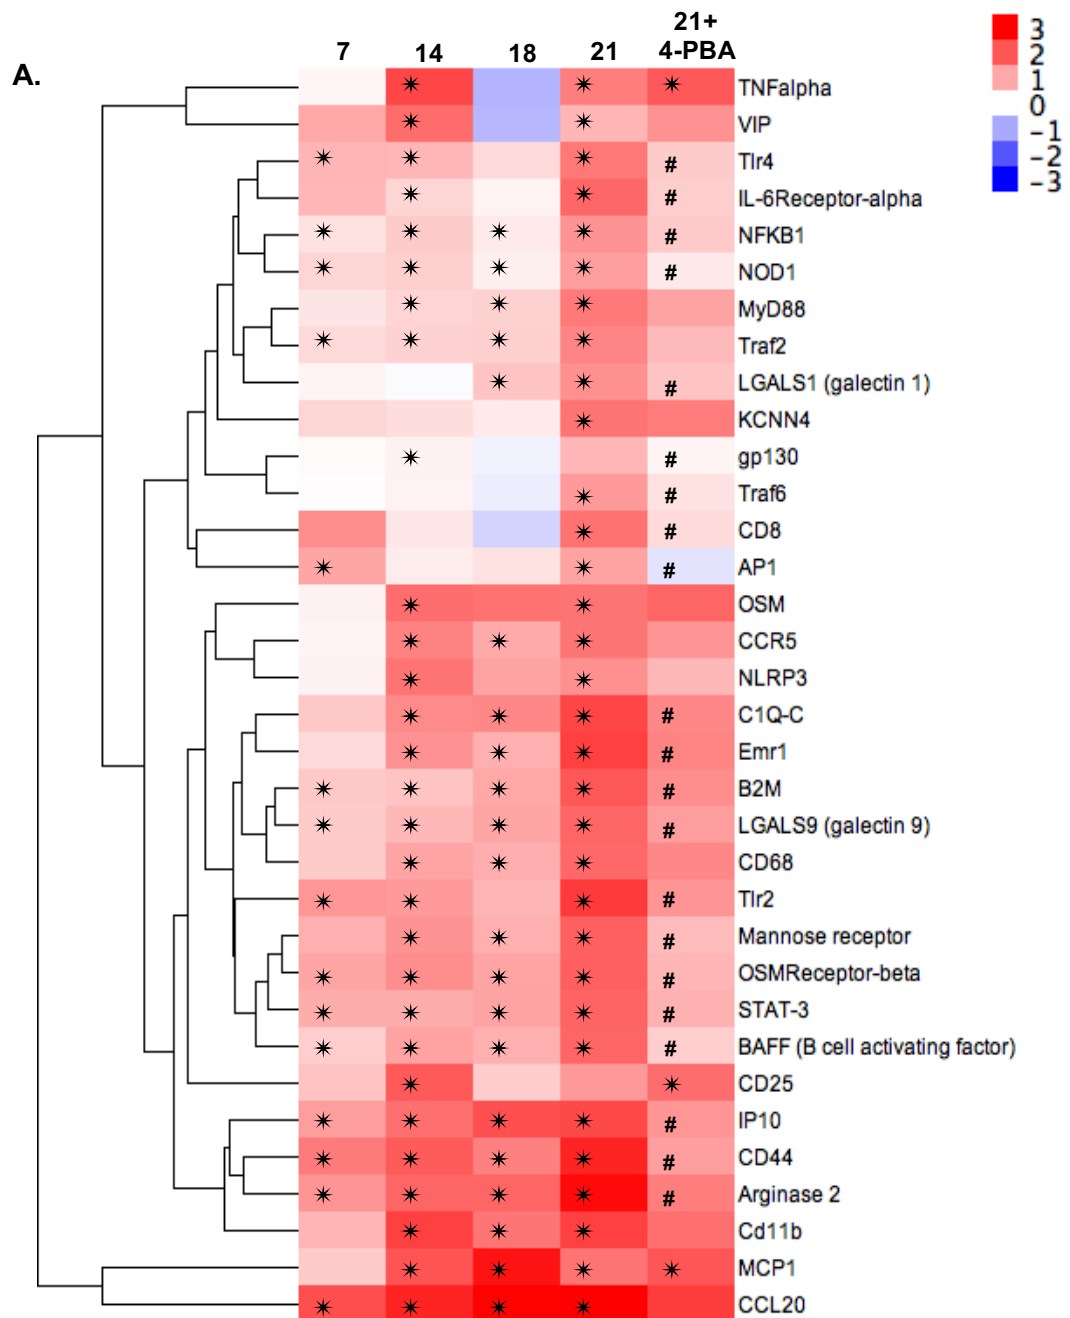 A.
7 14 18 21 21+ 4-PBA
3
2
1
0
-1
-2
-3
* * * TNFalpha
* * VIP
* * * # Tlr4
* * # IL-6Receptor-alpha
* * * * # NFKB1
* * * * # NOD1
* * * MyD88
* * * * Traf2
* * # LGALS1 (galectin 1)
* KCNN4
* # gp130
* # Traf6
* # CD8
* * # AP1
* * OSM
* * * CCR5
* * NLRP3
* * * # C1Q-C
* * * # Emr1
* * * * # B2M
* * * * # LGALS9 (galectin 9)
* * * CD68
* * * # Tlr2
* * * # Mannose receptor
* * * * # OSMReceptor-beta
* * * * # STAT-3
* * * * # BAFF (B cell activating factor)
* * CD25
* * * * # IP10
* * * * # CD44
* * * * # Arginase 2
* * * Cd11b
* * * * MCP1
* * * * CCL20